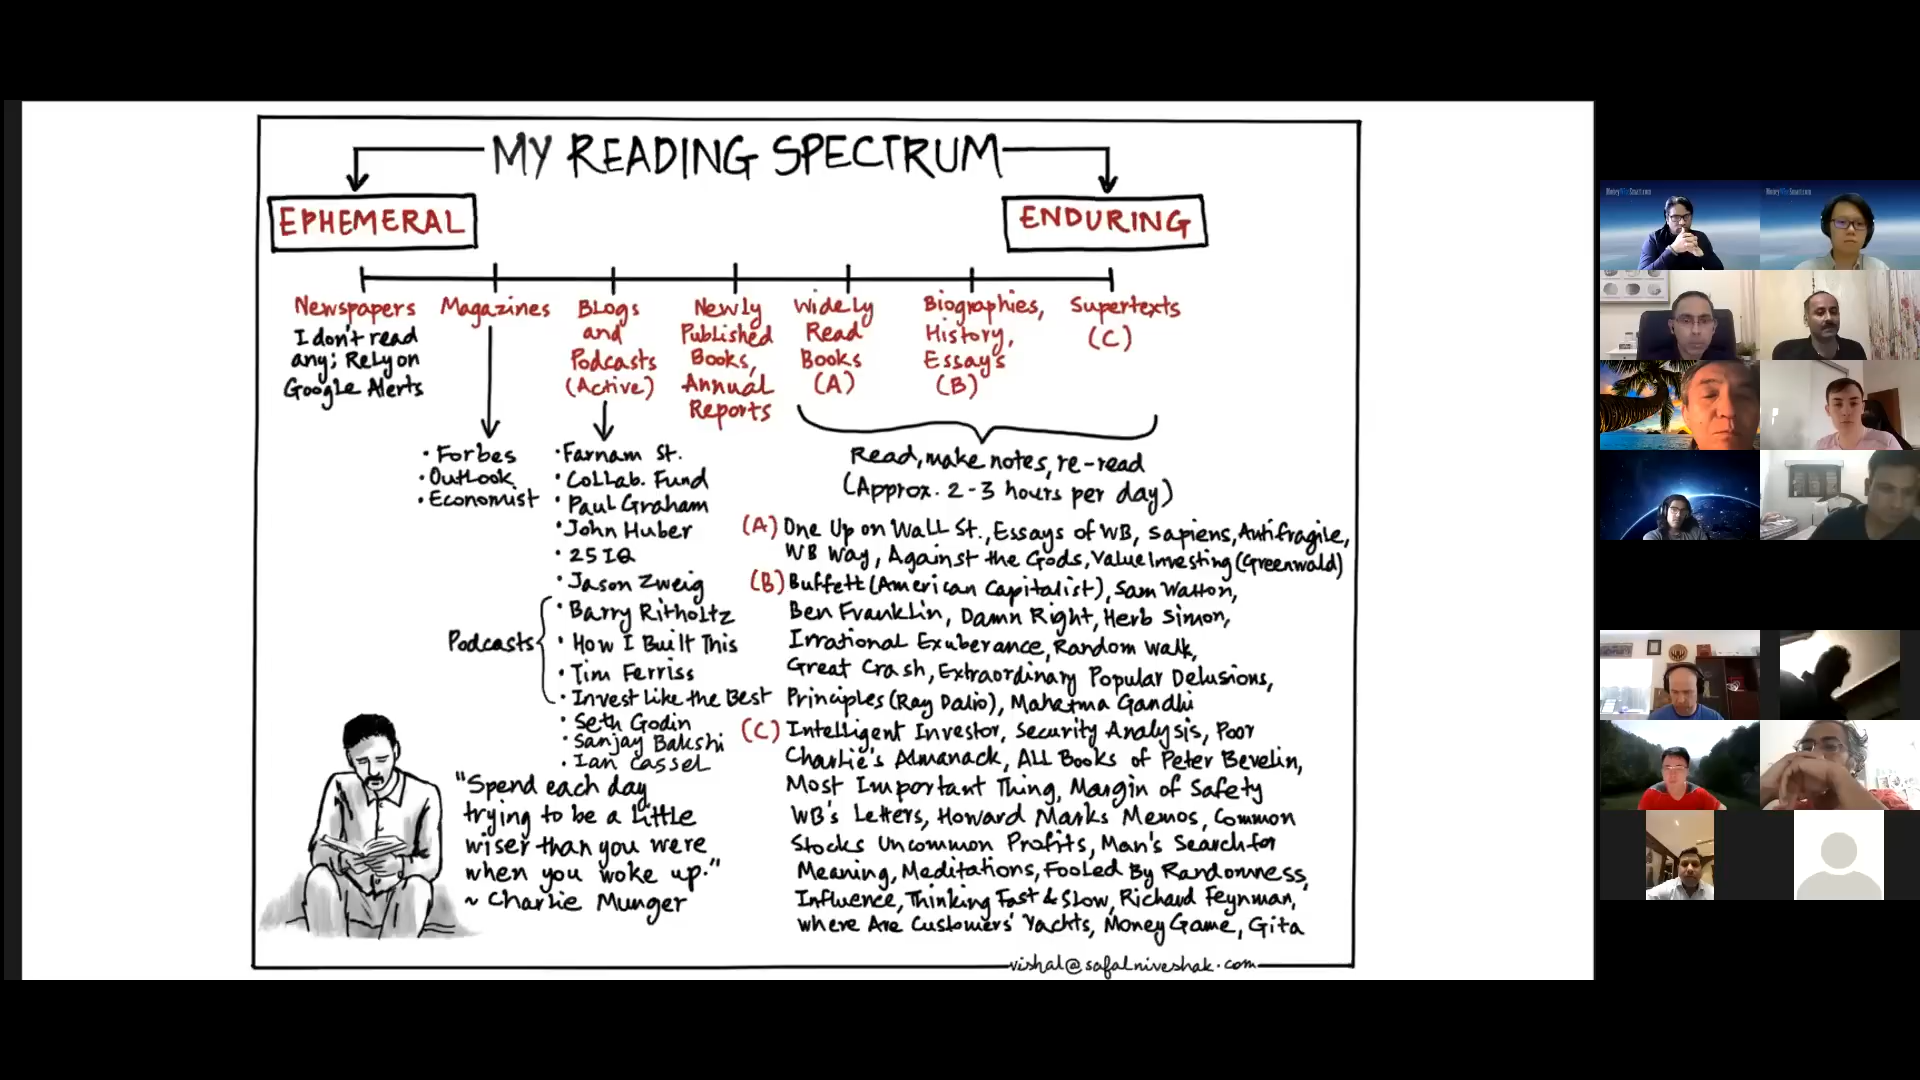 MY READING SPECTRUM
EPHEMERAL
ENDURING
Newspapers
I don't read
any; Rely on
Google Alerts
Magazines
• Forbes
• Outlook
• Economist
Blogs
and
Podcasts
(Active)
• Farnam St.
• Collab. Fund
• Paul Graham
• John Huber
• 25 IQ
• Jason Zweig
Podcasts
• Barry Ritholtz
• How I Built This
• Tim Ferriss
• Invest Like the Best
• Seth Godin
• Sanjay Bakshi
• Ian Cassel
Newly
Published
Books,
Annual
Reports
Widely
Read
Books
(A)
Biographies,
History,
Essays
(B)
Supertexts
(C)
Read, make notes, re-read
(Approx. 2-3 hours per day)
(A) One Up on Wall St., Essays of WB, Sapiens, Antifragile,
WB Way, Against the Gods, Value Investing (Greenwald)
(B) Buffett (American Capitalist), Sam Walton,
Ben Franklin, Damn Right, Herb Simon,
Irrational Exuberance, Random Walk,
Great Crash, Extraordinary Popular Delusions,
Principles (Ray Dalio), Mahatma Gandhi
(C) Intelligent Investor, Security Analysis, Poor
Charlie's Almanack, All Books of Peter Bevelin,
Most Important Thing, Margin of Safety
WB's Letters, Howard Marks Memos, Common
Stocks Uncommon Profits, Man's Search for
Meaning, Meditations, Fooled By Randomness,
Influence, Thinking Fast & Slow, Richard Feynman,
Where Are Customers' Yachts, Money Game, Gita
"Spend each day
trying to be a little
wiser than you were
when you woke up."
~ Charlie Munger
vishal@safalniveshak.com